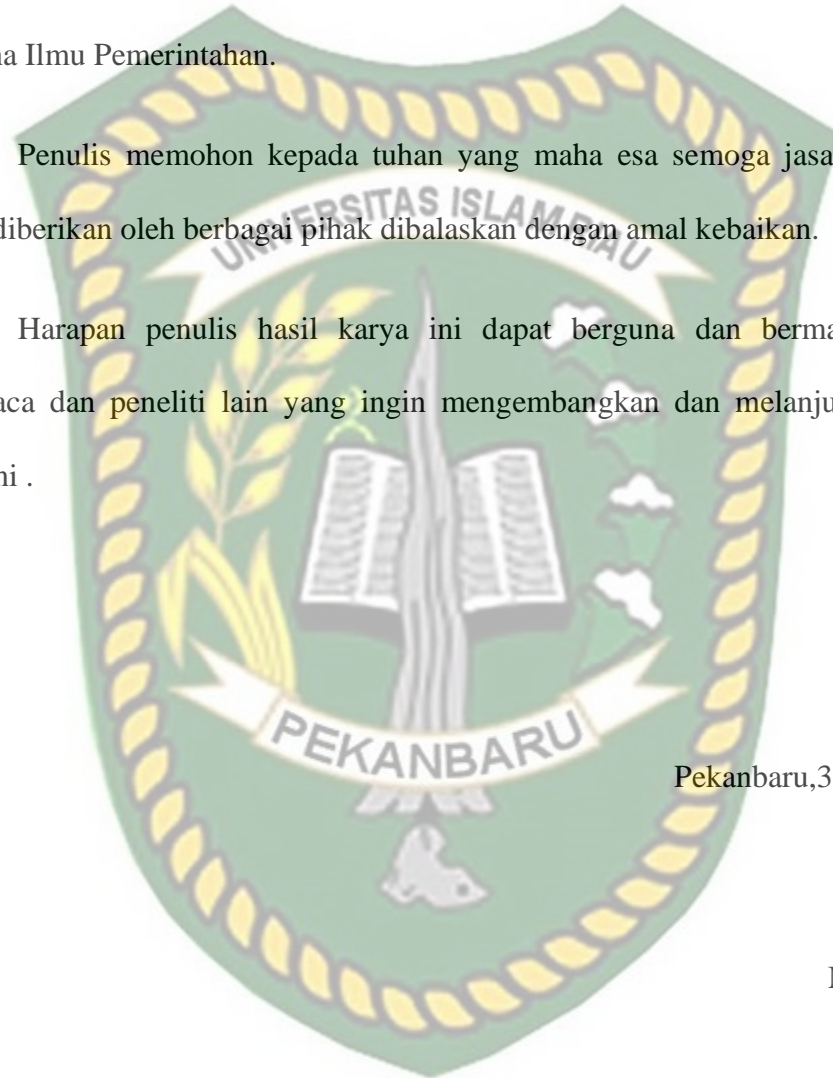 na Ilmu Pemerintahan.
Penulis memohon kepada tuhan yang maha esa semoga jasa
UNIVERSITAS ISLAM RIAU
diberikan oleh berbagai pihak dibalaskan dengan amal kebaikan.
Harapan penulis hasil karya ini dapat berguna dan berma
aca dan peneliti lain yang ingin mengembangkan dan melanju
ni .
PEKANBARU
Pekanbaru,3